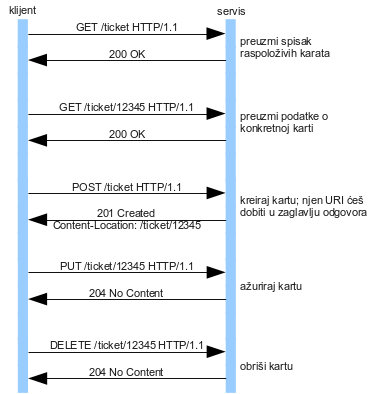 klijent
servis
GET /ticket HTTP/1.1
200 OK
preuzmi spisak
raspoloživih karata
GET /ticket/12345 HTTP/1.1
200 OK
preuzmi podatke o
konkretnoj karti
POST /ticket HTTP/1.1
201 Created
Content-Location: /ticket/12345
kreiraj kartu; njen URI ćeš
dobiti u zaglavlju odgovora
PUT /ticket/12345 HTTP/1.1
204 No Content
ažuriraj kartu
DELETE /ticket/12345 HTTP/1.1
204 No Content
obriši kartu